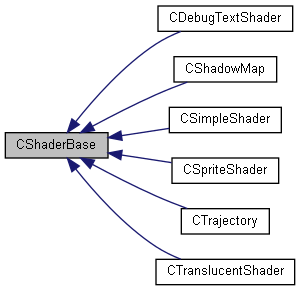 CDebugTextShader
CShadowMap
CSimpleShader
CShaderBase
CSpriteShader
CTrajectory
CTranslucentShader